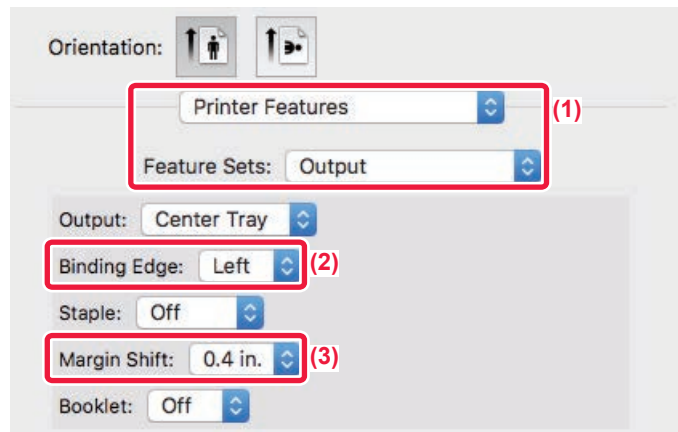 Orientation:
Printer Features
(1)
Feature Sets: Output
Output: Center Tray
Binding Edge: Left (2)
Staple: Off
Margin Shift: 0.4 in. (3)
Booklet: Off